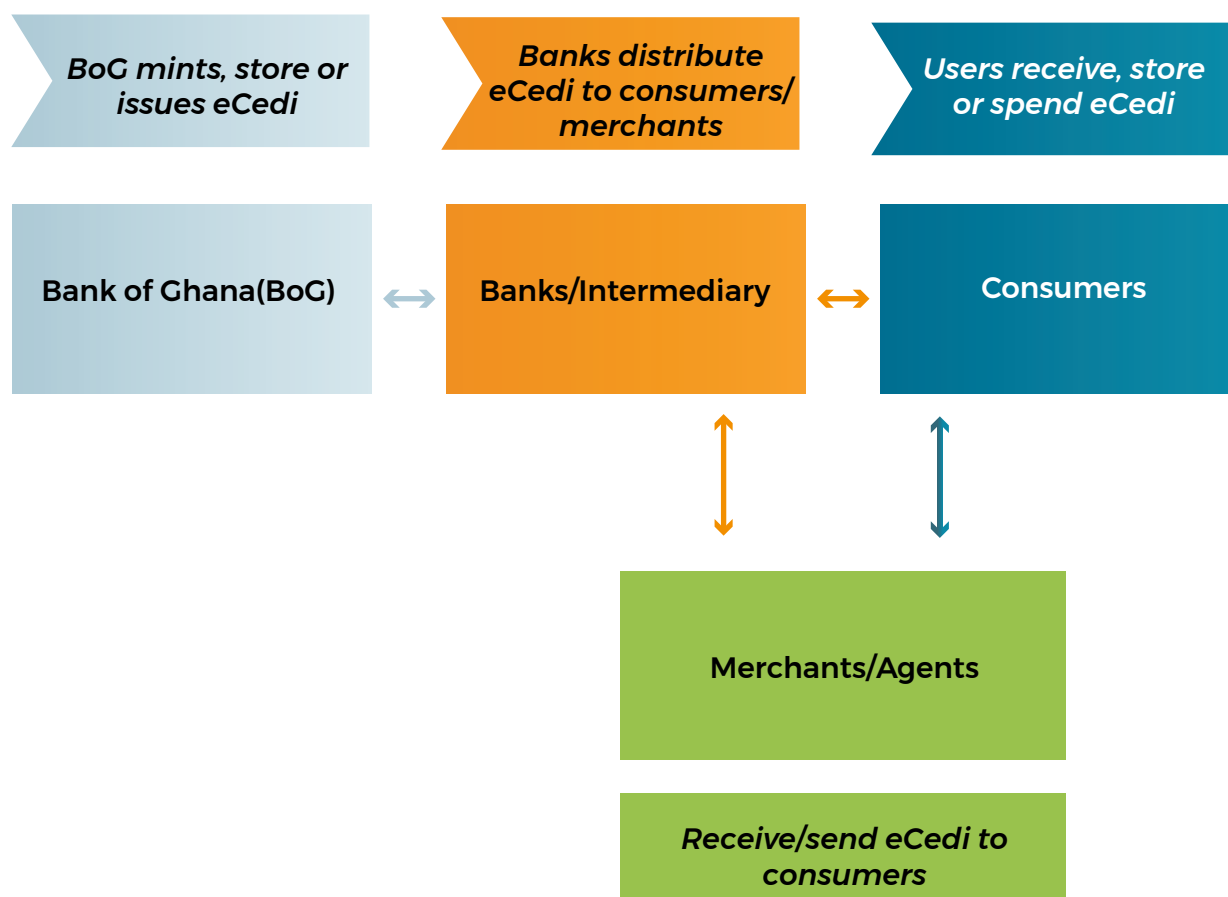 BoG mints, store or
issues eCedi
Banks distribute
eCedi to consumers/
merchants
Users receive, store
or spend eCedi
Bank of Ghana(BoG)
Banks/Intermediary
Consumers
Merchants/Agents
Receive/send eCedi to
consumers